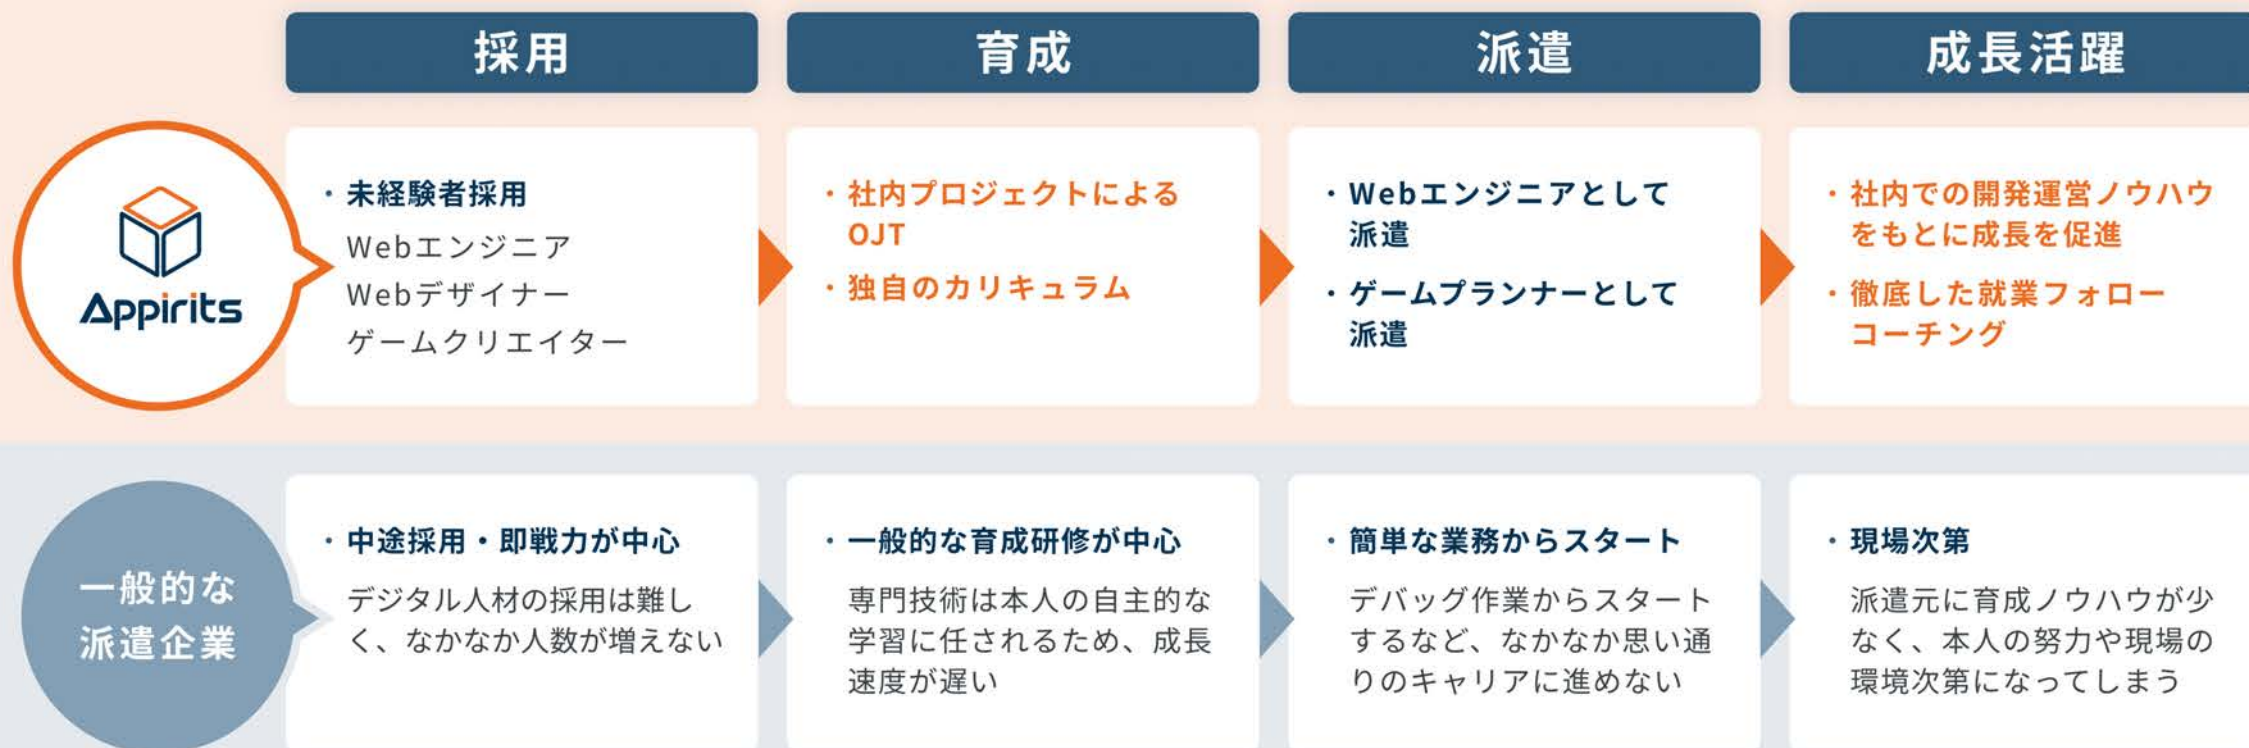 採用
育成
派遣
成長活躍
Appirits
・未経験者採用
Webエンジニア
Webデザイナー
ゲームクリエイター
・社内プロジェクトによる
OJT
・独自のカリキュラム
・Webエンジニアとして
派遣
・ゲームプランナーとして
派遣
・社内での開発運営ノウハウ
をもとに成長を促進
・徹底した就業フォロー
コーチング
一般的な
派遣企業
・中途採用・即戦力が中心
デジタル人材の採用は難し
く、なかなか人数が増えない
・一般的な育成研修が中心
専門技術は本人の自主的な
学習に任されるため、成長
速度が遅い
・簡単な業務からスタート
デバッグ作業からスタート
するなど、なかなか思い通
りのキャリアに進めない
・現場次第
派遣元に育成ノウハウが少
なく、本人の努力や現場の
環境次第になってしまう